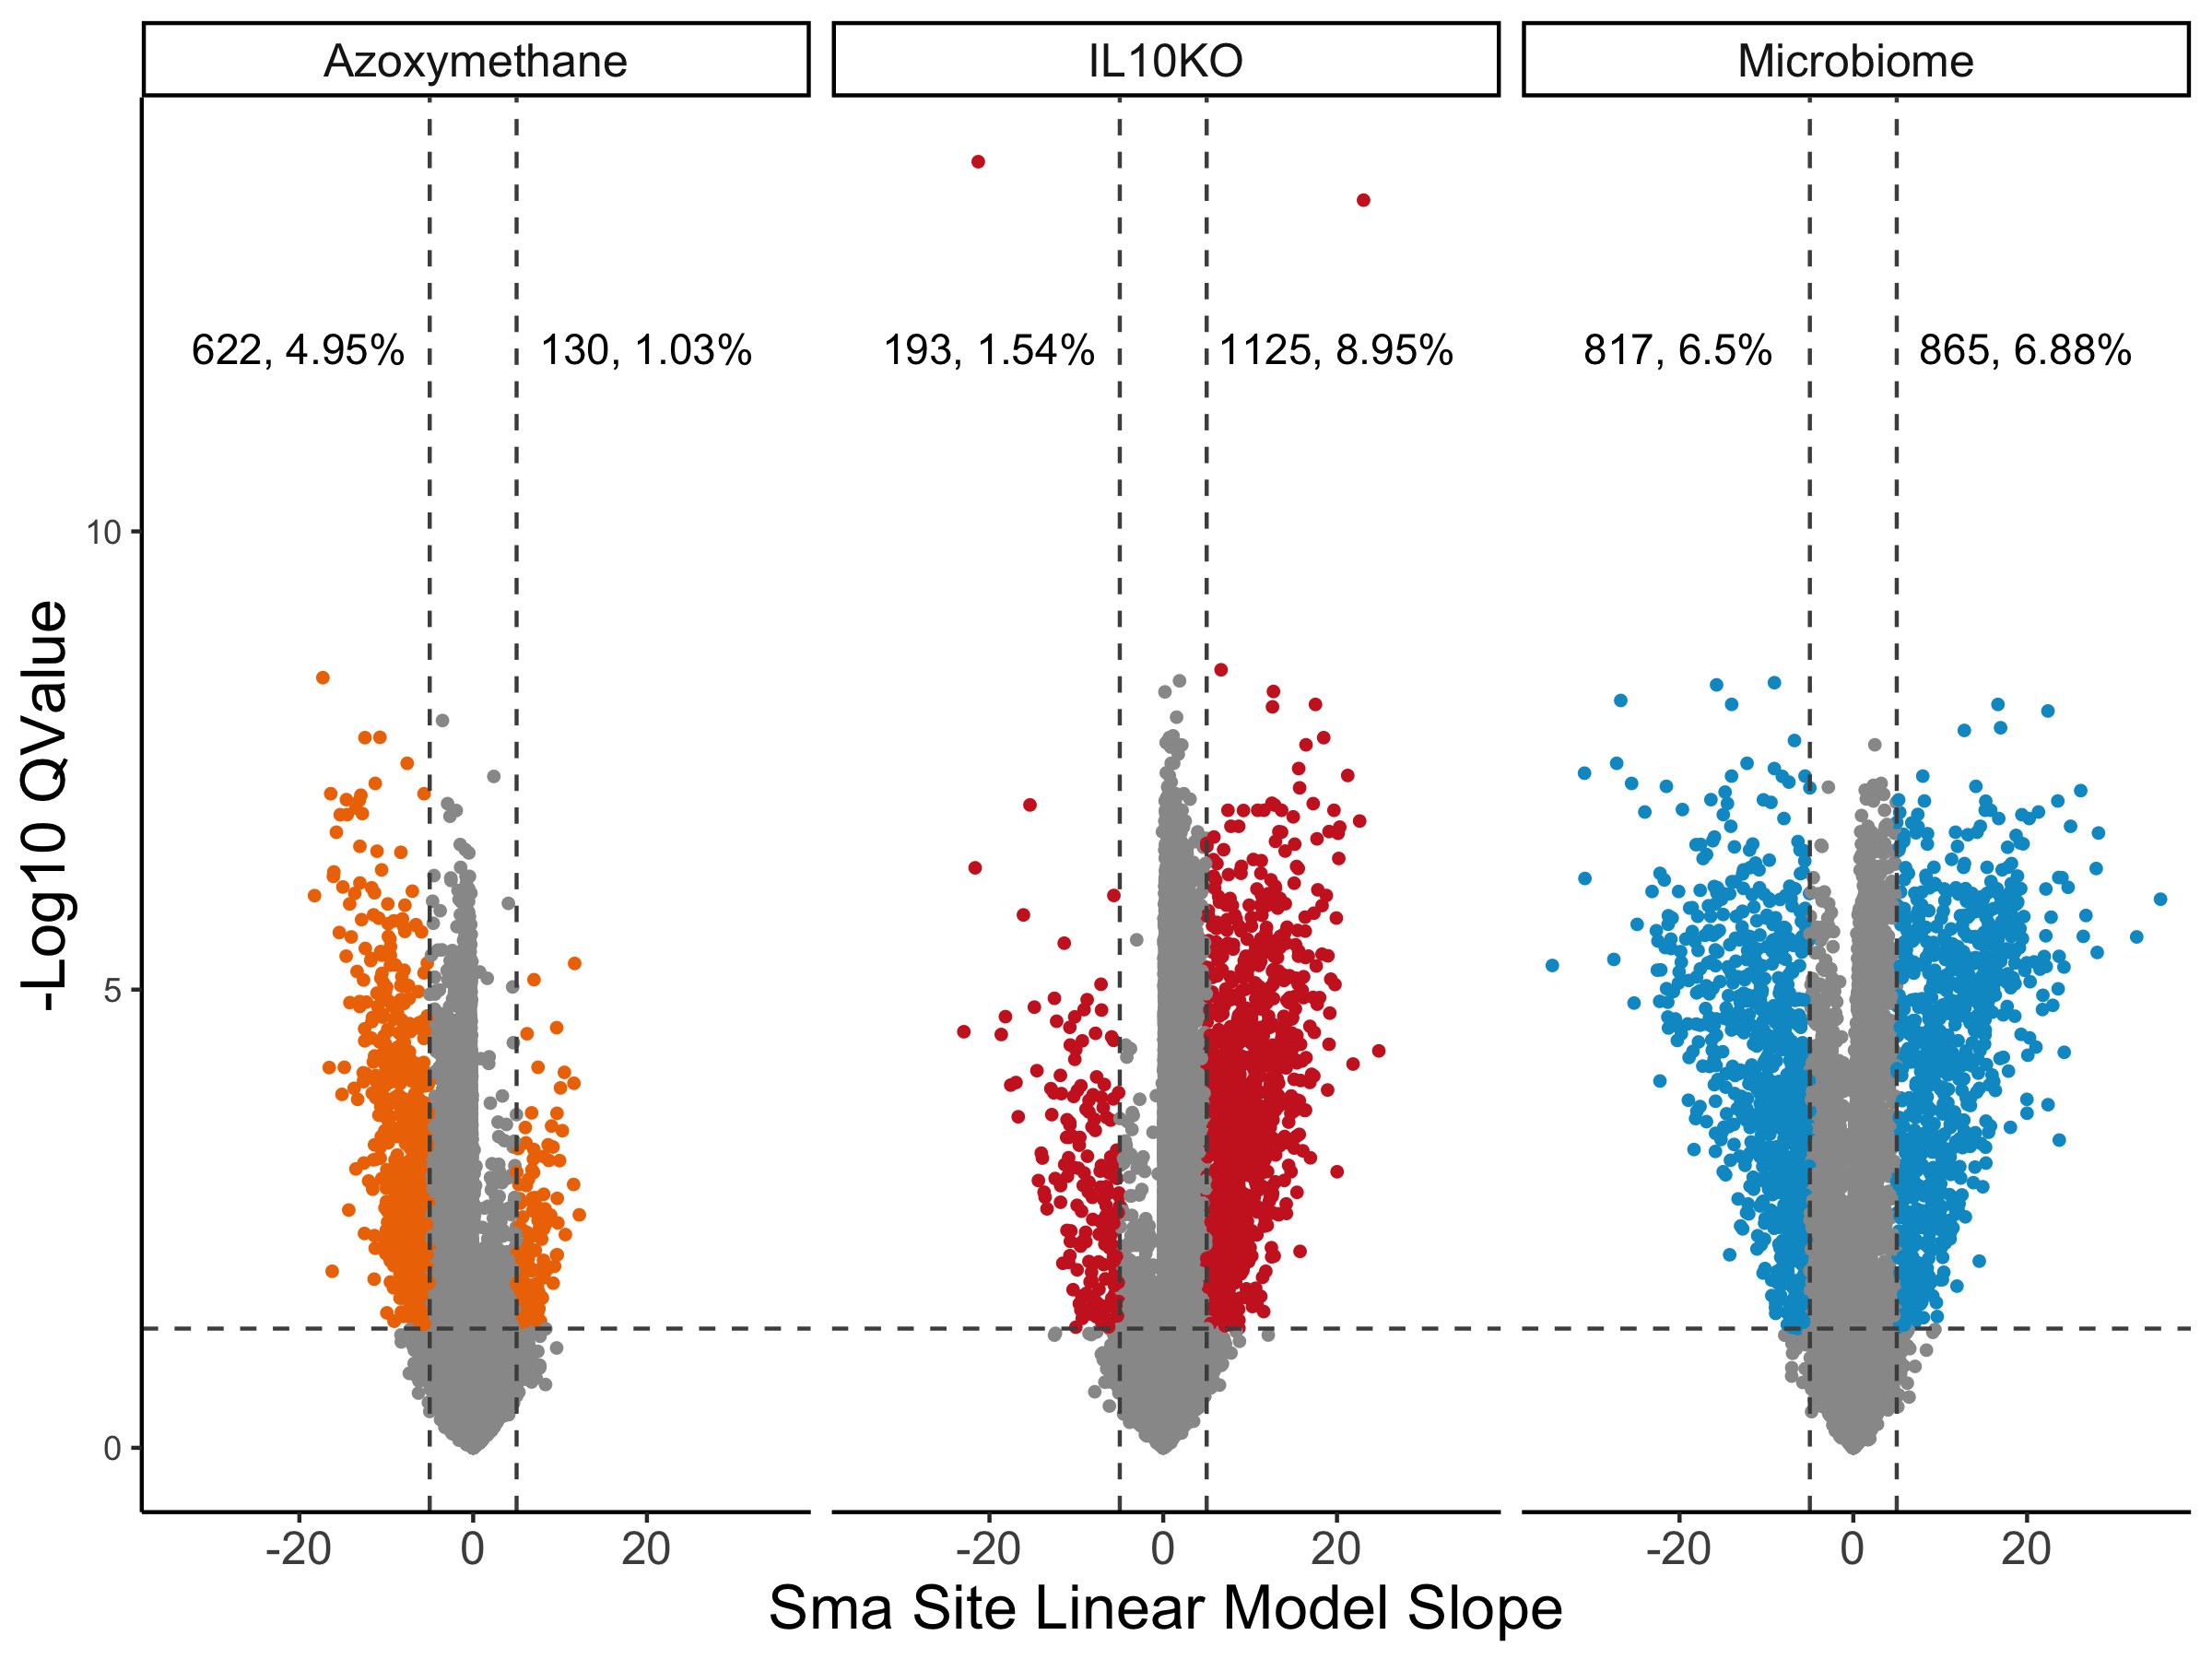 Azoxymethane IL10KO Microbiome
622, 4.95% 130, 1.03% 193, 1.54% 1125, 8.95% 817, 6.5% 865, 6.88%
10
-Log10 QValue
5
0
-20 0 20 -20 0 20 -20 0 20
Sma Site Linear Model Slope